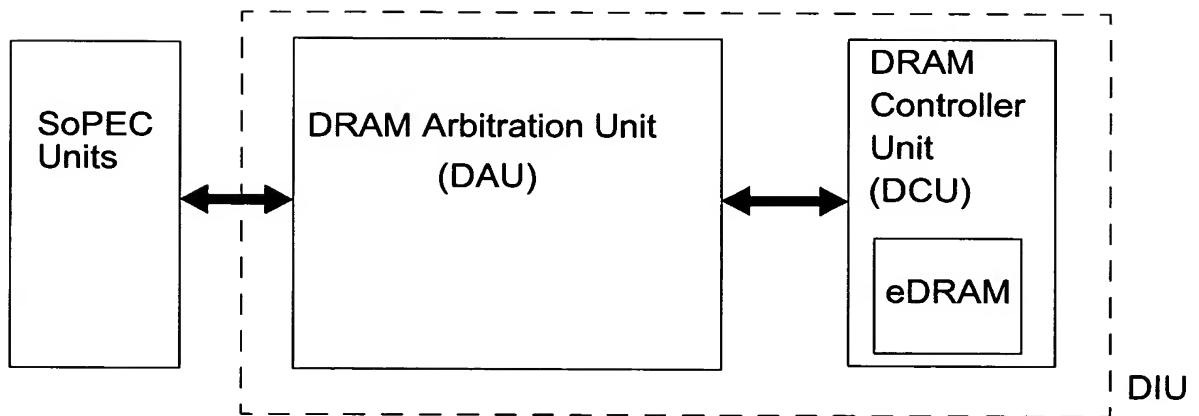 SoPEC
Units
DRAM Arbitration Unit
(DAU)
DRAM
Controller
Unit
(DCU)
eDRAM
DIU